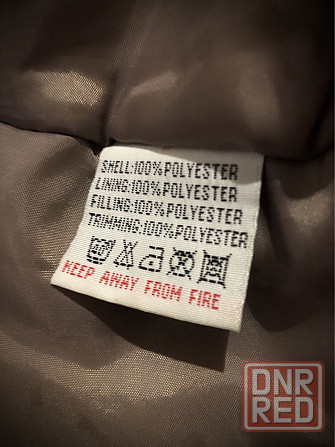 SHELL:100%POLYESTER
LINING:100%POLYESTER
FILLING:100%POLYESTER
TRIMMING:100%POLYESTER
KEEP AWAY FROM FIRE
DNR
RED